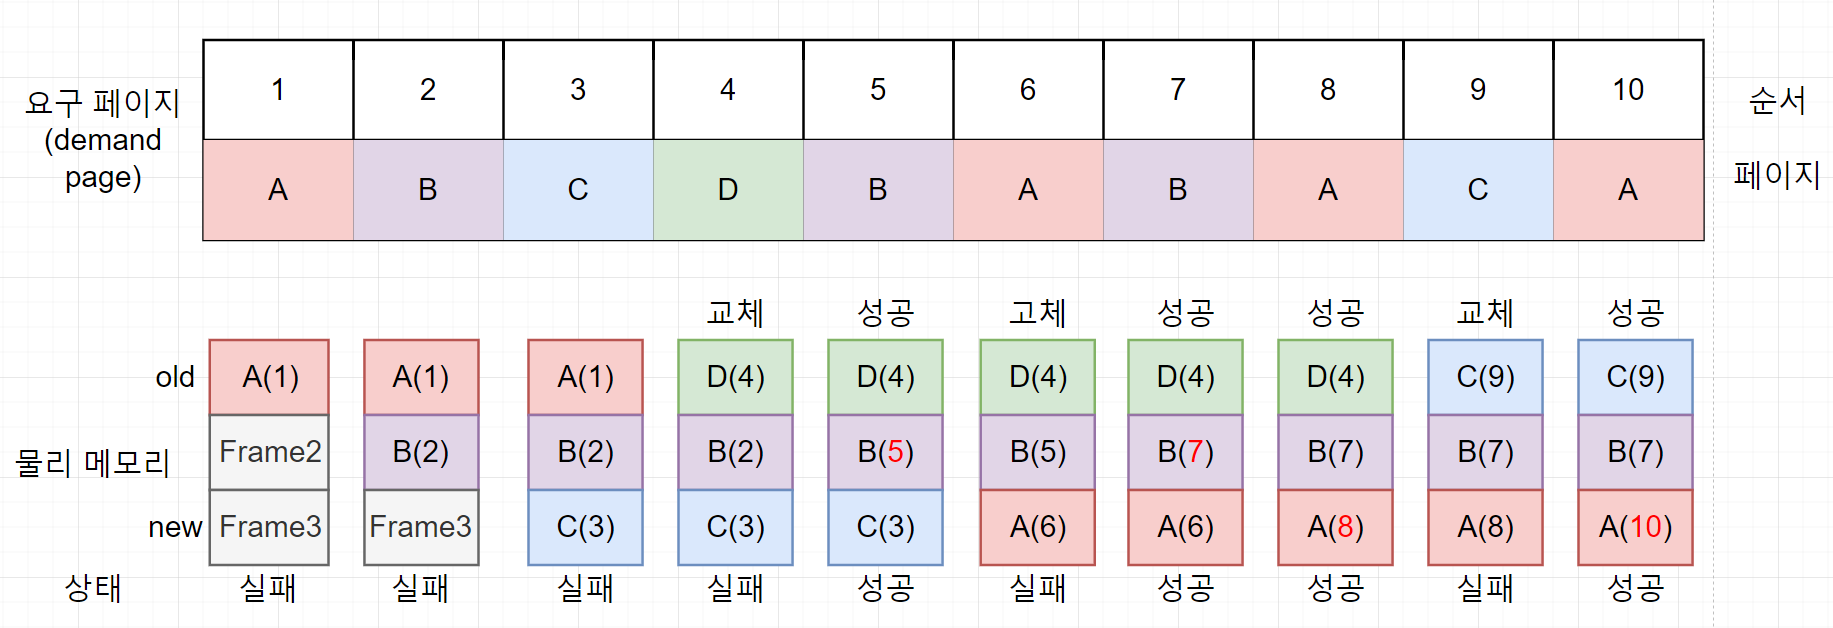 요구 페이지
(demand
page)
1 2 3 4 5 6 7 8 9 10 순서
A B C D B A B A C A 페이지
교체 성공 고체 성공 성공 교체 성공
old A(1) A(1) A(1) D(4) D(4) D(4) D(4) D(4) C(9) C(9)
물리 메모리 Frame2 B(2) B(2) B(2) B(5) B(5) B(7) B(7) B(7) B(7)
new Frame3 Frame3 C(3) C(3) C(3) A(6) A(6) A(8) A(8) A(10)
상태 실패 실패 실패 실패 성공 실패 성공 성공 실패 성공